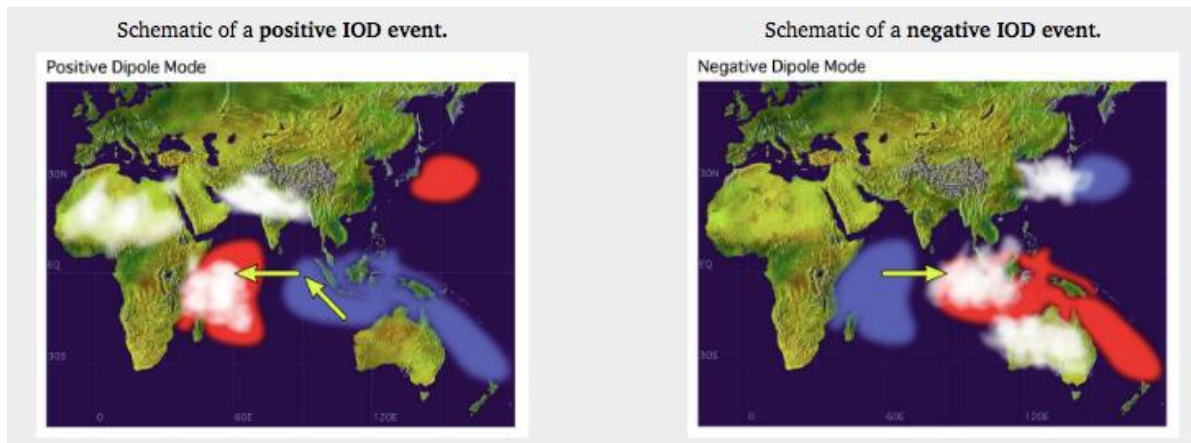 Schematic of a positive IOD event.
Positive Dipole Mode
30N
EQ
30S
0 60E 120E
Schematic of a negative IOD event.
Negative Dipole Mode
30N
EQ
30S
0 60E 120E